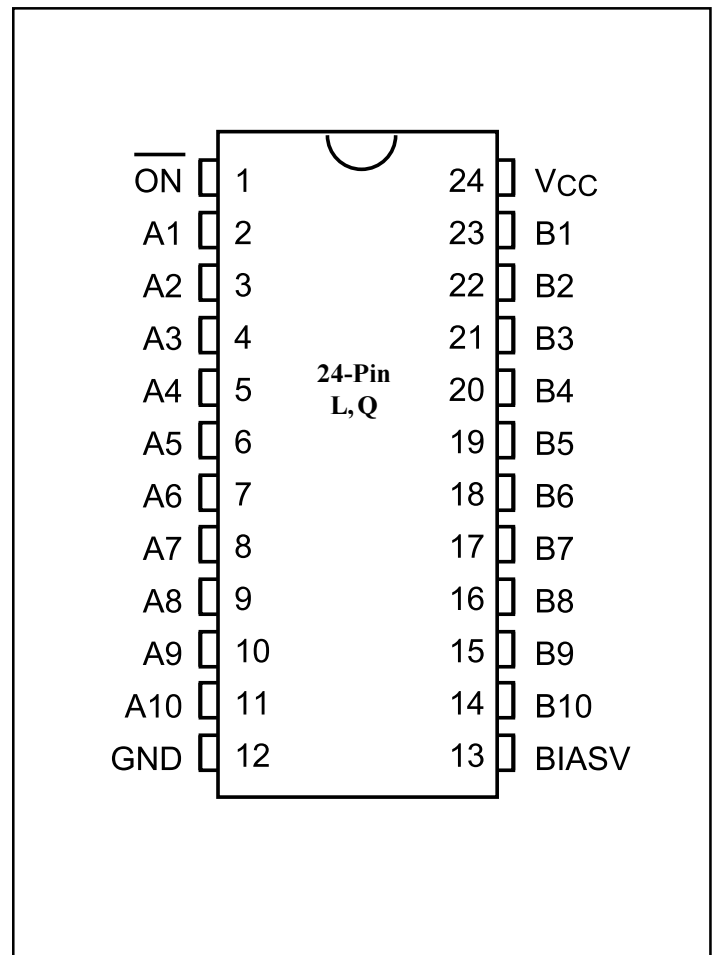 O̅N̅ 1 24 VCC
A1 2 23 B1
A2 3 22 B2
A3 4 21 B3
A4 5 20 B4
24-Pin
L, Q
A5 6 19 B5
A6 7 18 B6
A7 8 17 B7
A8 9 16 B8
A9 10 15 B9
A10 11 14 B10
GND 12 13 BIASV